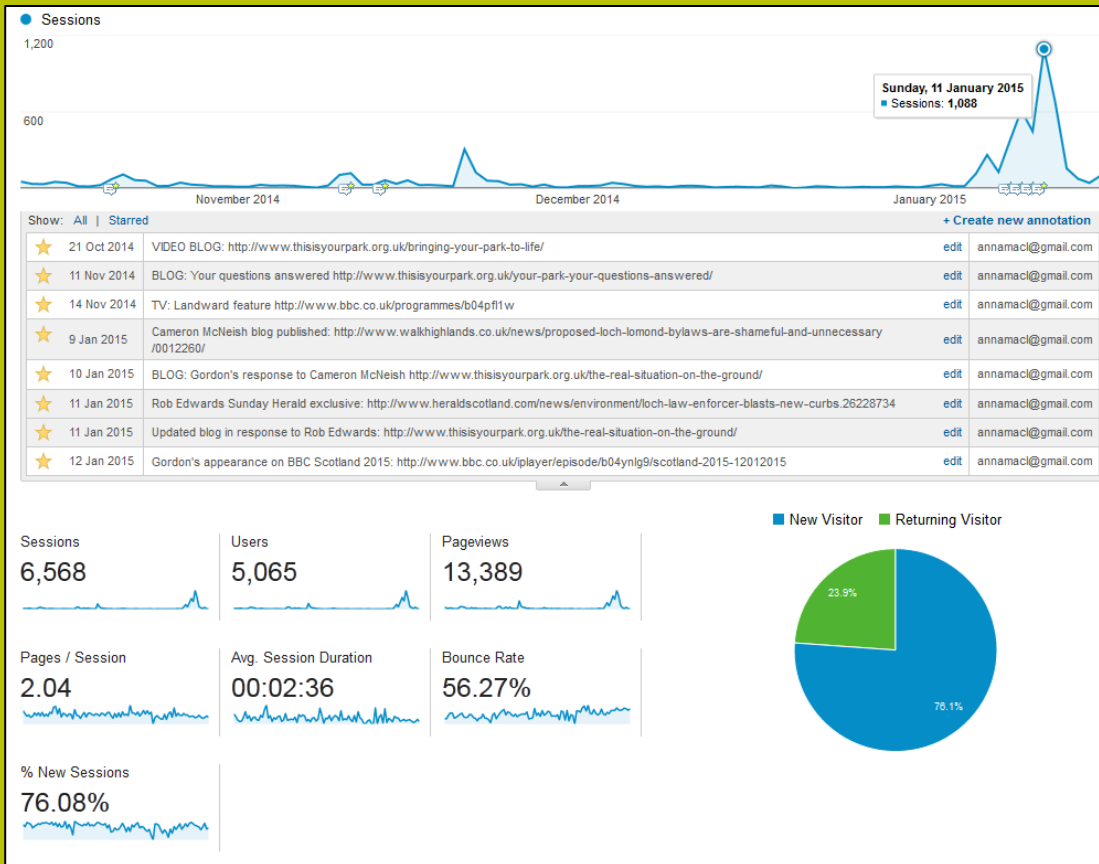 Sessions
1,200
Sunday, 11 January 2015
Sessions: 1,088
600
November 2014 December 2014 January 2015
Show: All | Starred + Create new annotation
21 Oct 2014 VIDEO BLOG: http://www.thisisyourpark.org.uk/bringing-your-park-to-life/ edit annamacl@gmail.com
11 Nov 2014 BLOG: Your questions answered http://www.thisisyourpark.org.uk/your-park-your-questions-answered/ edit annamacl@gmail.com
14 Nov 2014 TV: Landward feature http://www.bbc.co.uk/programmes/b04pfl1w edit annamacl@gmail.com
9 Jan 2015 Cameron McNeish blog published: http://www.walkhighlands.co.uk/news/proposed-loch-lomond-bylaws-are-shameful-and-unnecessary edit annamacl@gmail.com
/0012260/
10 Jan 2015 BLOG: Gordon's response to Cameron McNeish http://www.thisisyourpark.org.uk/the-real-situation-on-the-ground/ edit annamacl@gmail.com
11 Jan 2015 Rob Edwards Sunday Herald exclusive: http://www.heraldscotland.com/news/environment/loch-law-enforcer-blasts-new-curbs.26228734 edit annamacl@gmail.com
11 Jan 2015 Updated blog in response to Rob Edwards: http://www.thisisyourpark.org.uk/the-real-situation-on-the-ground/ edit annamacl@gmail.com
12 Jan 2015 Gordon's appearance on BBC Scotland 2015: http://www.bbc.co.uk/iplayer/episode/b04ynlg9/scotland-2015-12012015 edit annamacl@gmail.com
New Visitor Returning Visitor
Sessions Users Pageviews
6,568 5,065 13,389
23.9%
76.1%
Pages / Session Avg. Session Duration Bounce Rate
2.04 00:02:36 56.27%
% New Sessions
76.08%